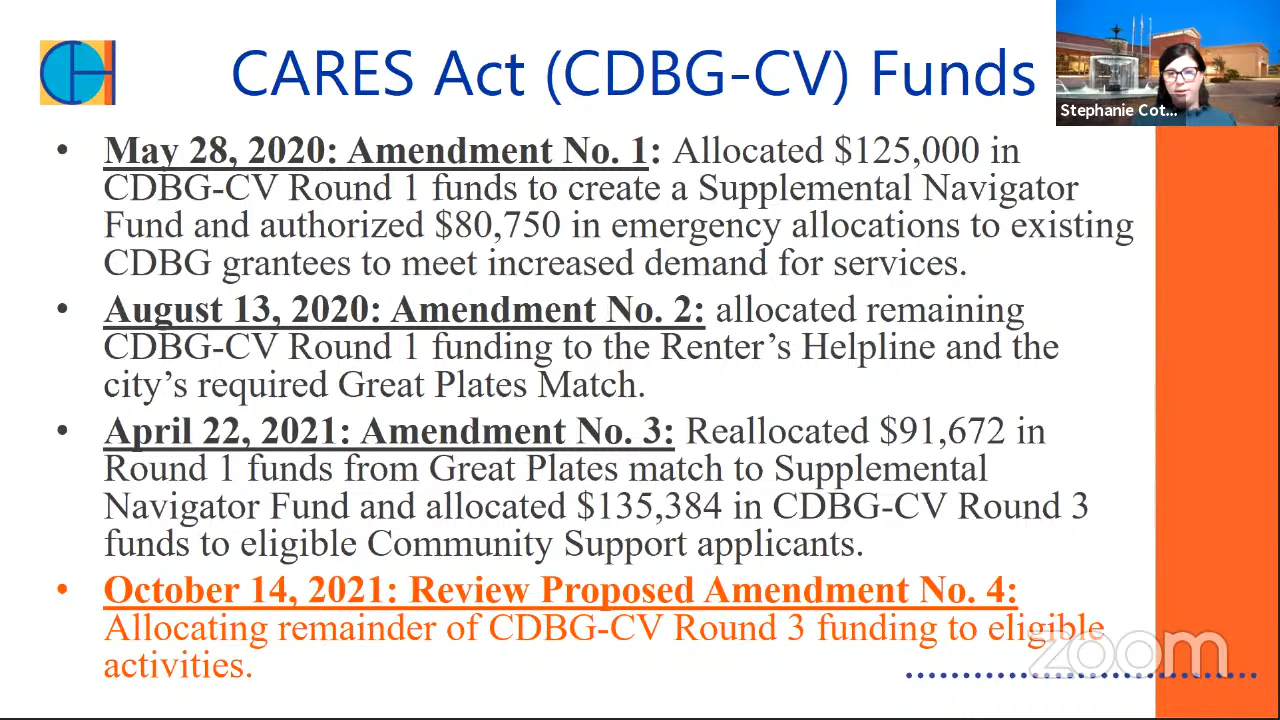 CARES Act (CDBG-CV) Funds
Stephanie Cot...
• May 28, 2020: Amendment No. 1: Allocated $125,000 in
CDBG-CV Round 1 funds to create a Supplemental Navigator
Fund and authorized $80,750 in emergency allocations to existing
CDBG grantees to meet increased demand for services.
• August 13, 2020: Amendment No. 2: allocated remaining
CDBG-CV Round 1 funding to the Renter’s Helpline and the
city’s required Great Plates Match.
• April 22, 2021: Amendment No. 3: Reallocated $91,672 in
Round 1 funds from Great Plates match to Supplemental
Navigator Fund and allocated $135,384 in CDBG-CV Round 3
funds to eligible Community Support applicants.
• October 14, 2021: Review Proposed Amendment No. 4:
Allocating remainder of CDBG-CV Round 3 funding to eligible
activities.
zoom